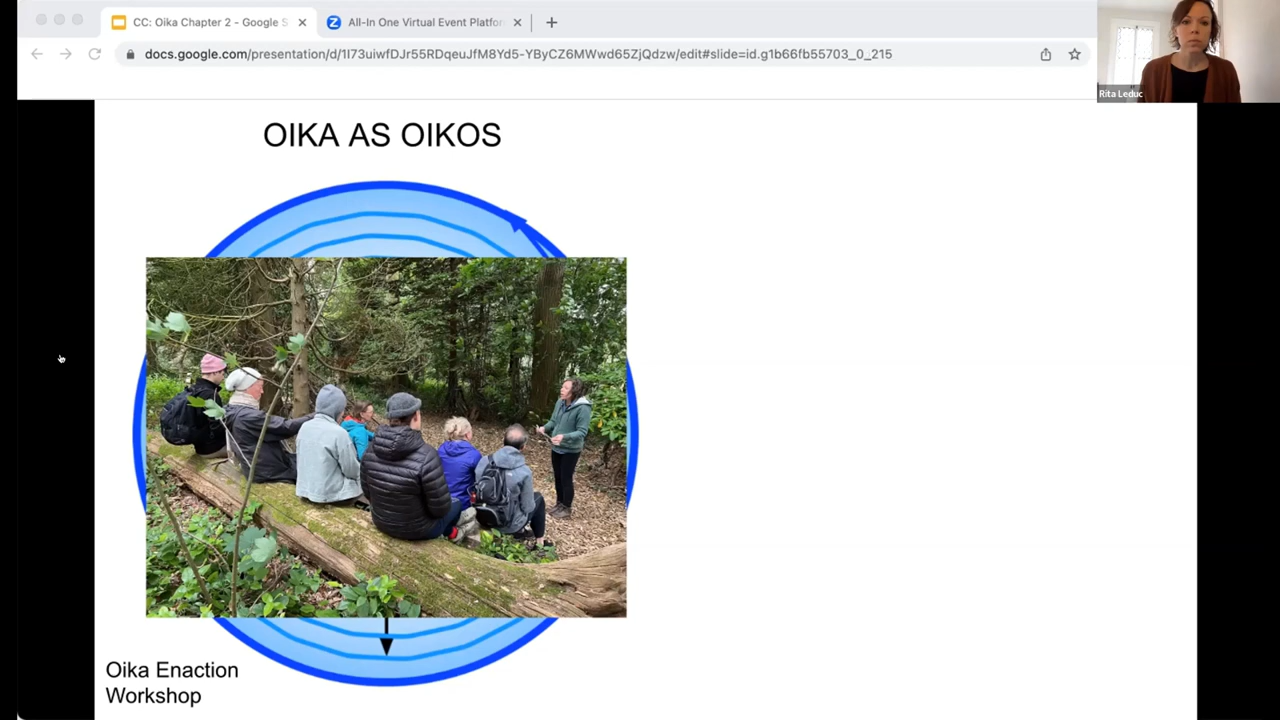 CC: Oika Chapter 2 - Google S
All-In One Virtual Event Platfor
docs.google.com/presentation/d/1I73uiwfDJr55RDqeuJfM8Yd5-YByCZ6MWwd65ZjQdzw/edit#slide=id.g1b66fb55703_0_215
Rita Leduc
OIKA AS OIKOS
Oika Enaction
Workshop